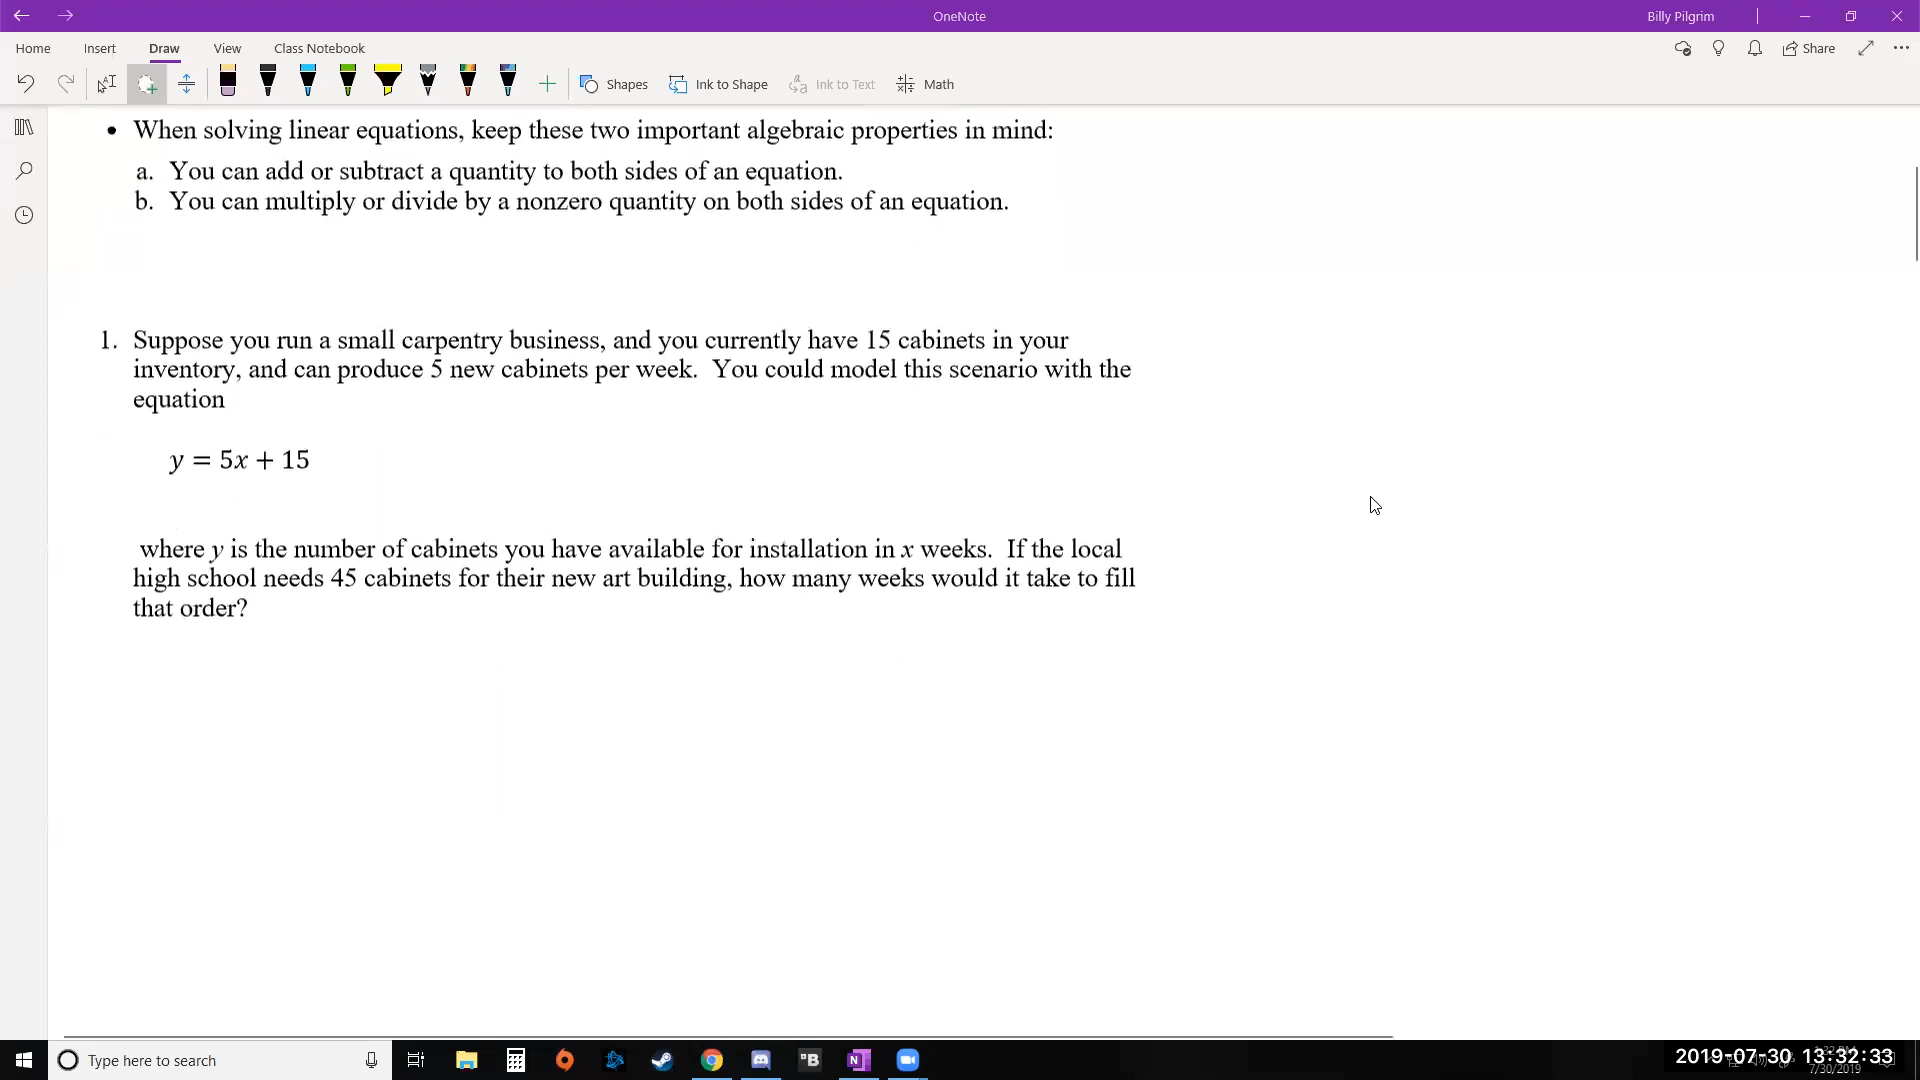 OneNote
Billy Pilgrim
Home Insert Draw View Class Notebook
Share
Shapes Ink to Shape Ink to Text Math
• When solving linear equations, keep these two important algebraic properties in mind:
a. You can add or subtract a quantity to both sides of an equation.
b. You can multiply or divide by a nonzero quantity on both sides of an equation.
1. Suppose you run a small carpentry business, and you currently have 15 cabinets in your
inventory, and can produce 5 new cabinets per week. You could model this scenario with the
equation
y = 5x + 15
where y is the number of cabinets you have available for installation in x weeks. If the local
high school needs 45 cabinets for their new art building, how many weeks would it take to fill
that order?
Type here to search
2019-07-30 13:32:33
7/30/2019